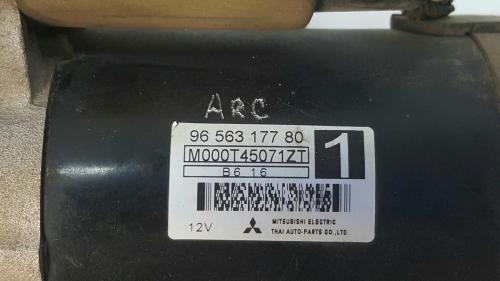 ARC
96 563 177 80
M000T45071ZT
1
B6 16
12V
MITSUBISHI ELECTRIC
THAI AUTO-PARTS CO.,LTD.